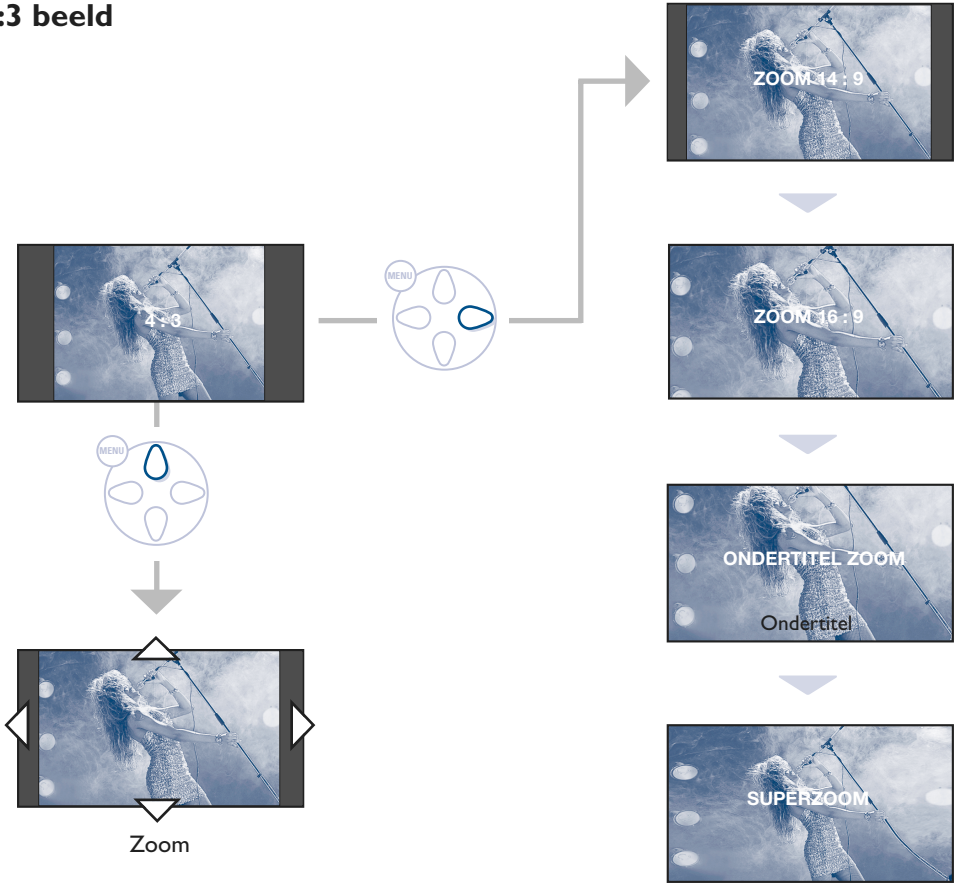 :3 beeld
ZOOM 14 : 9
4 : 3
MENU
ZOOM 16 : 9
MENU
ONDERTITEL ZOOM
Ondertitel
Zoom
SUPERZOOM